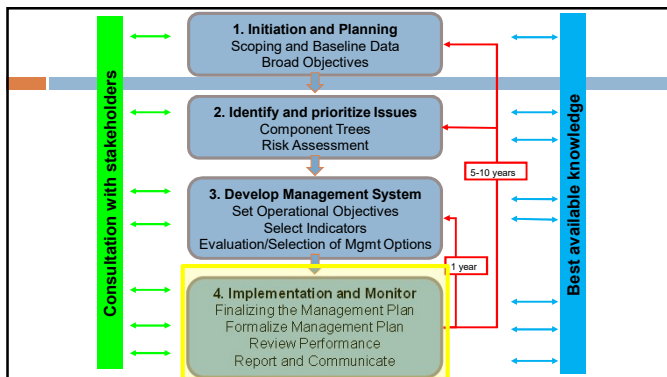 Consultation with stakeholders
1. Initiation and Planning
Scoping and Baseline Data
Broad Objectives
2. Identify and prioritize Issues
Component Trees
Risk Assessment
3. Develop Management System
Set Operational Objectives
Select Indicators
Evaluation/Selection of Mgmt Options
4. Implementation and Monitor
Finalizing the Management Plan
Formalize Management Plan
Review Performance
Report and Communicate
1 year
5-10 years
Best available knowledge